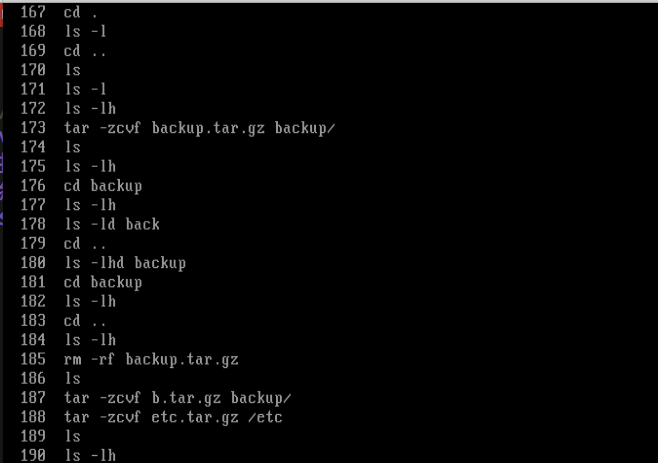 167 cd .
168 ls -l
169 cd ..
170 ls
171 ls -l
172 ls -lh
173 tar -zcvf backup.tar.gz backup/
174 ls
175 ls -lh
176 cd backup
177 ls -lh
178 ls -ld back
179 cd ..
180 ls -lhd backup
181 cd backup
182 ls -lh
183 cd ..
184 ls -lh
185 rm -rf backup.tar.gz
186 ls
187 tar -zcvf b.tar.gz backup/
188 tar -zcvf etc.tar.gz /etc
189 ls
190 ls -lh